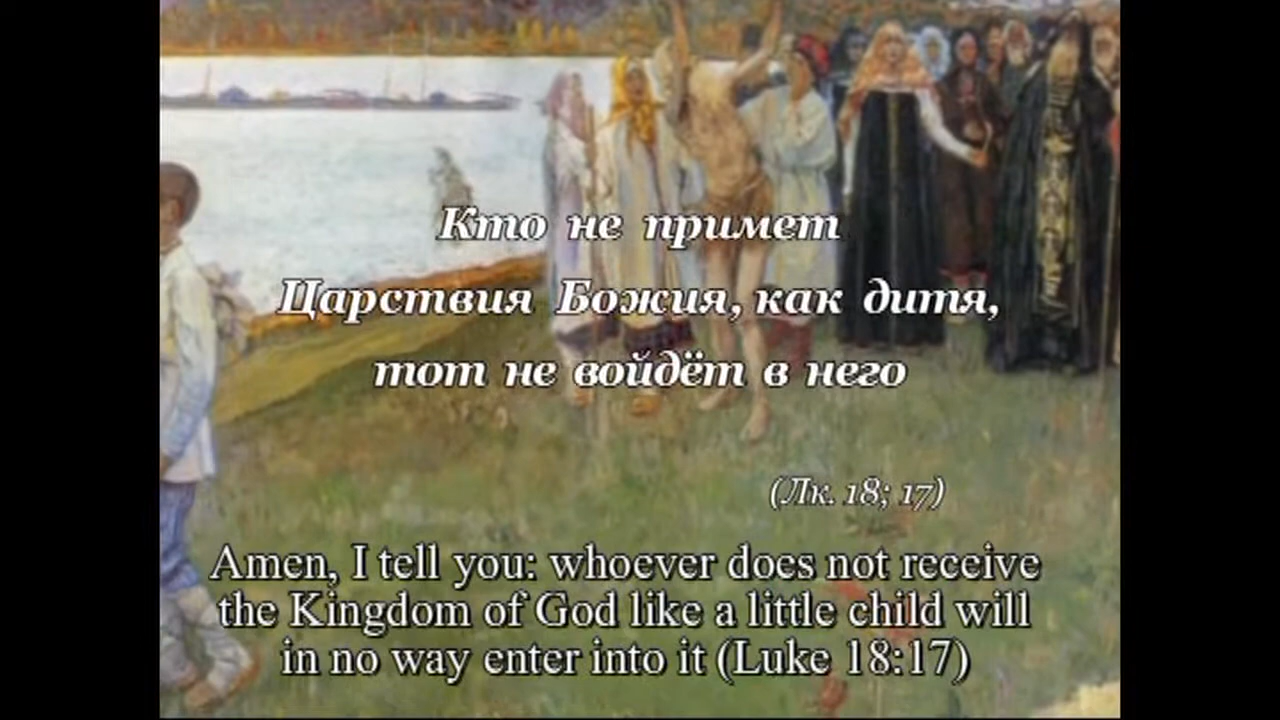 Кто не примет
Царствия Божия, как дитя,
тот не войдёт в него
(Лк. 18; 17)
Amen, I tell you: whoever does not receive
the Kingdom of God like a little child will
in no way enter into it (Luke 18:17)